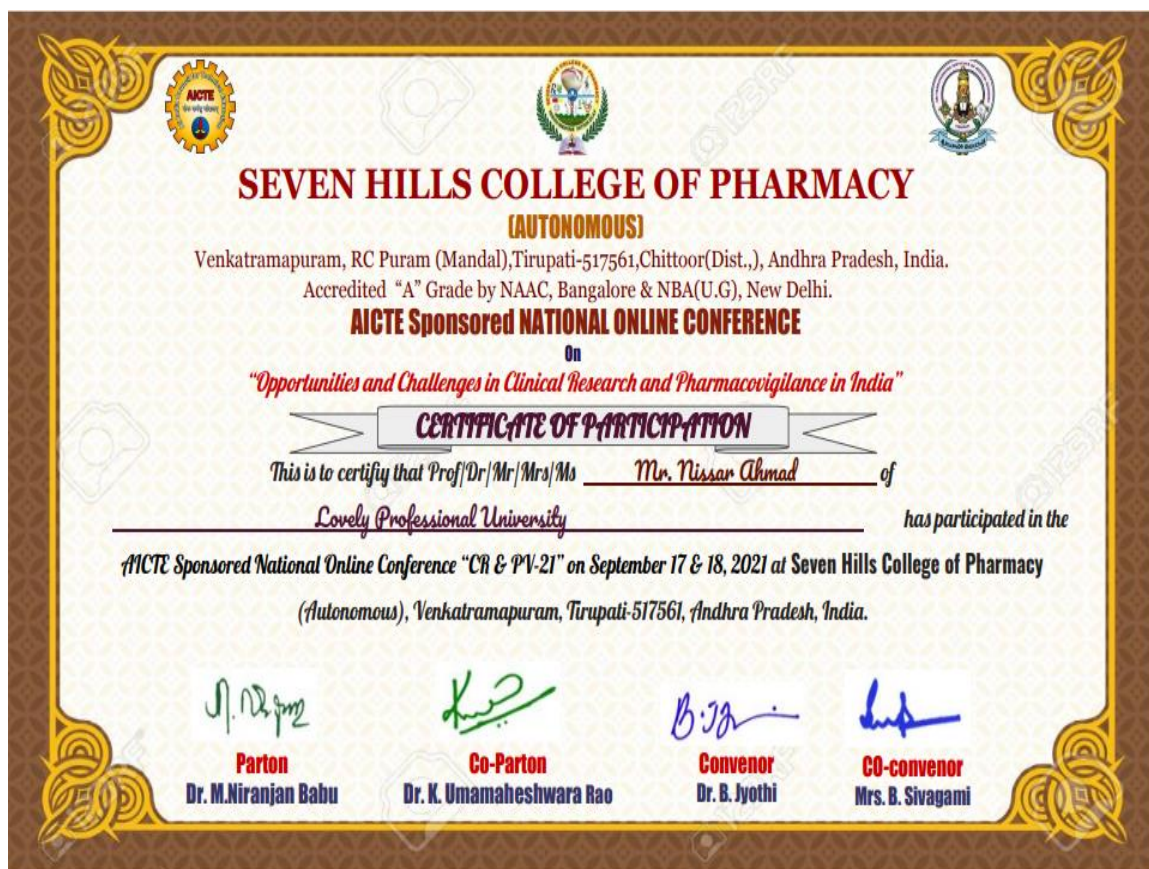 AICTE
SEVEN HILLS COLLEGE OF PHARMACY
(AUTONOMOUS)
Venkatramapuram, RC Puram (Mandal),Tirupati-517561,Chittoor(Dist.,), Andhra Pradesh, India.
Accredited “A” Grade by NAAC, Bangalore & NBA(U.G), New Delhi.
AICTE Sponsored NATIONAL ONLINE CONFERENCE
On
“Opportunities and Challenges in Clinical Research and Pharmacovigilance in India”
CERTIFICATE OF PARTICIPATION
This is to certifiy that Prof/Dr/Mr/Mrs/Ms Mr. Nissar Ahmad of
Lovely Professional University has participated in the
AICTE Sponsored National Online Conference “CR & PV-21” on September 17 & 18, 2021 at Seven Hills College of Pharmacy
(Autonomous), Venkatramapuram, Tirupati-517561, Andhra Pradesh, India.
Parton Co-Parton Convenor CO-convenor
Dr. M.Niranjan Babu Dr. K. Umamaheshwara Rao Dr. B. Jyothi Mrs. B. Sivagami